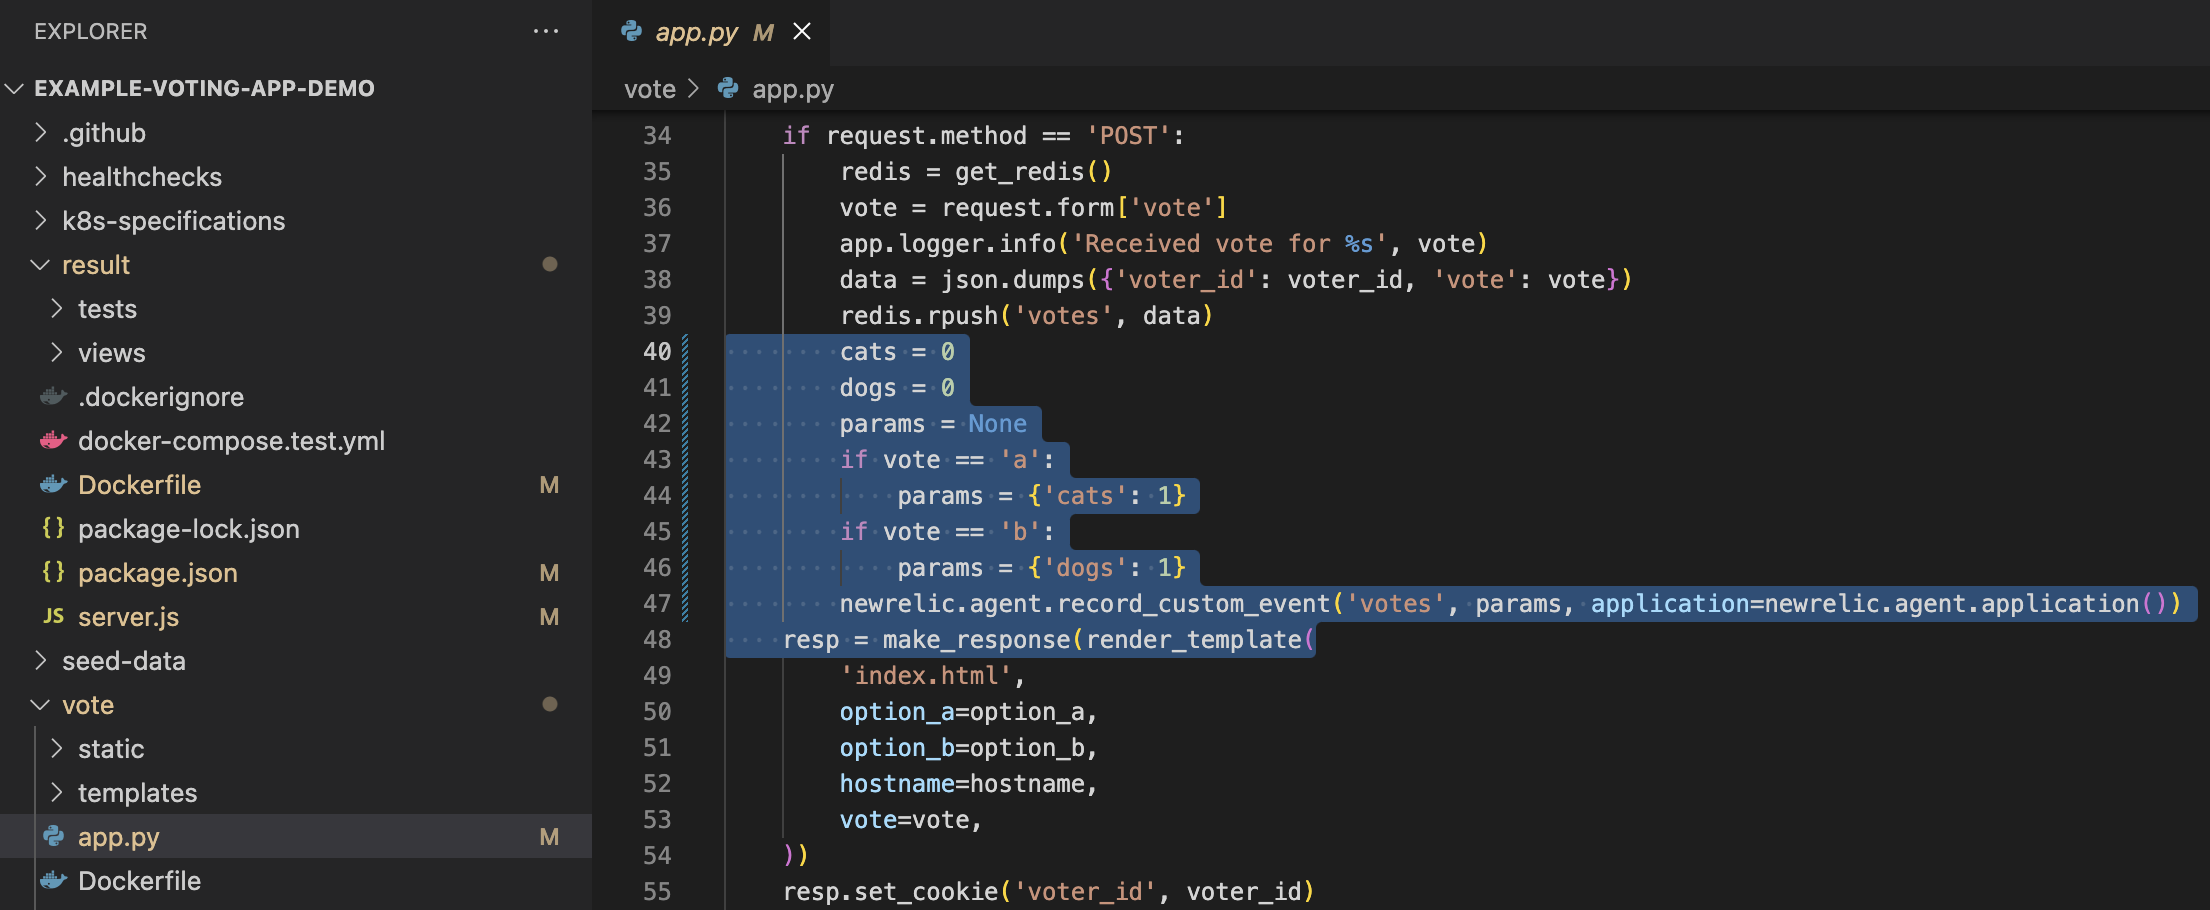 EXPLORER ...
EXAMPLE-VOTING-APP-DEMO
.github
healthchecks
k8s-specifications
result
tests
views
.dockerignore
docker-compose.test.yml
Dockerfile M
{} package-lock.json
{} package.json M
JS server.js M
seed-data
vote
static
templates
app.py M
Dockerfile
app.py M
vote > app.py
34 if request.method == 'POST':
35 redis = get_redis()
36 vote = request.form['vote']
37 app.logger.info('Received vote for %s', vote)
38 data = json.dumps({'voter_id': voter_id, 'vote': vote})
39 redis.rpush('votes', data)
40 cats = 0
41 dogs = 0
42 params = None
43 if vote == 'a':
44 params = {'cats': 1}
45 if vote == 'b':
46 params = {'dogs': 1}
47 newrelic.agent.record_custom_event('votes', params, application=newrelic.agent.application())
48 resp = make_response(render_template(
49 'index.html',
50 option_a=option_a,
51 option_b=option_b,
52 hostname=hostname,
53 vote=vote,
54 ))
55 resp.set_cookie('voter_id', voter_id)